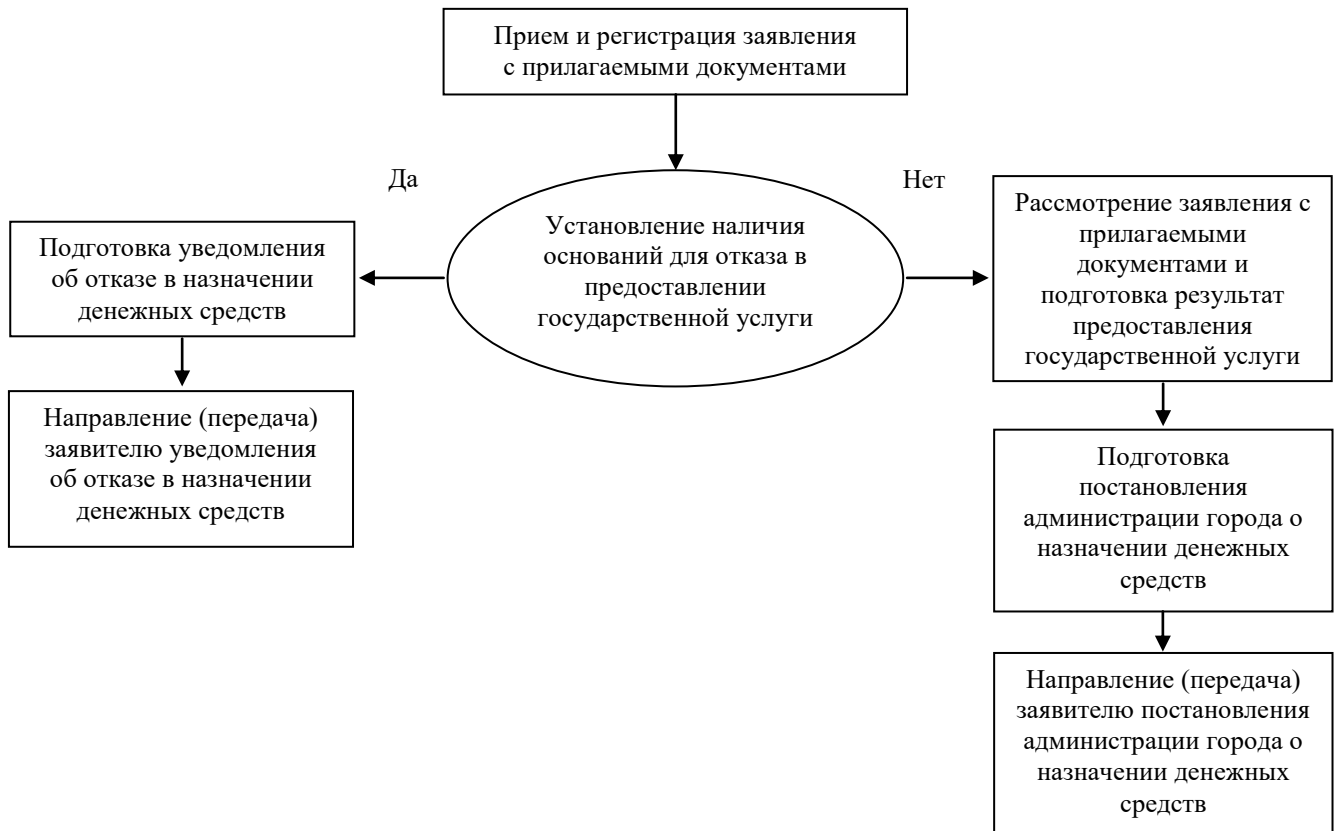 Прием и регистрация заявления
с прилагаемыми документами
Да
Нет
Установление наличия
оснований для отказа в
предоставлении
государственной услуги
Подготовка уведомления
об отказе в назначении
денежных средств
Направление (передача)
заявителю уведомления
об отказе в назначении
денежных средств
Рассмотрение заявления с
прилагаемыми
документами и
подготовка результат
предоставления
государственной услуги
Подготовка
постановления
администрации города о
назначении денежных
средств
Направление (передача)
заявителю постановления
администрации города о
назначении денежных
средств